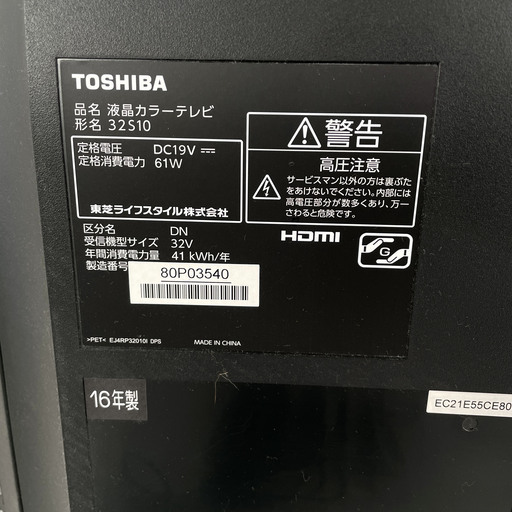 TOSHIBA
品名 液晶カラーテレビ
形名 32S10
定格電圧 DC19V
定格消費電力 61W
東芝ライフスタイル株式会社
区分名 DN
受信機型サイズ 32V
年間消費電力量 41 kWh/年
製造番号 80P03540
警告
高圧注意
サービスマン以外の方は裏ぶた
をあけないでください。内部には
高電圧部分が数多くあり、万一
さわると危険です。
HDMI
G
>PET< EJ4RP32010I DPS
MADE IN CHINA
16年製
EC21E55CE80